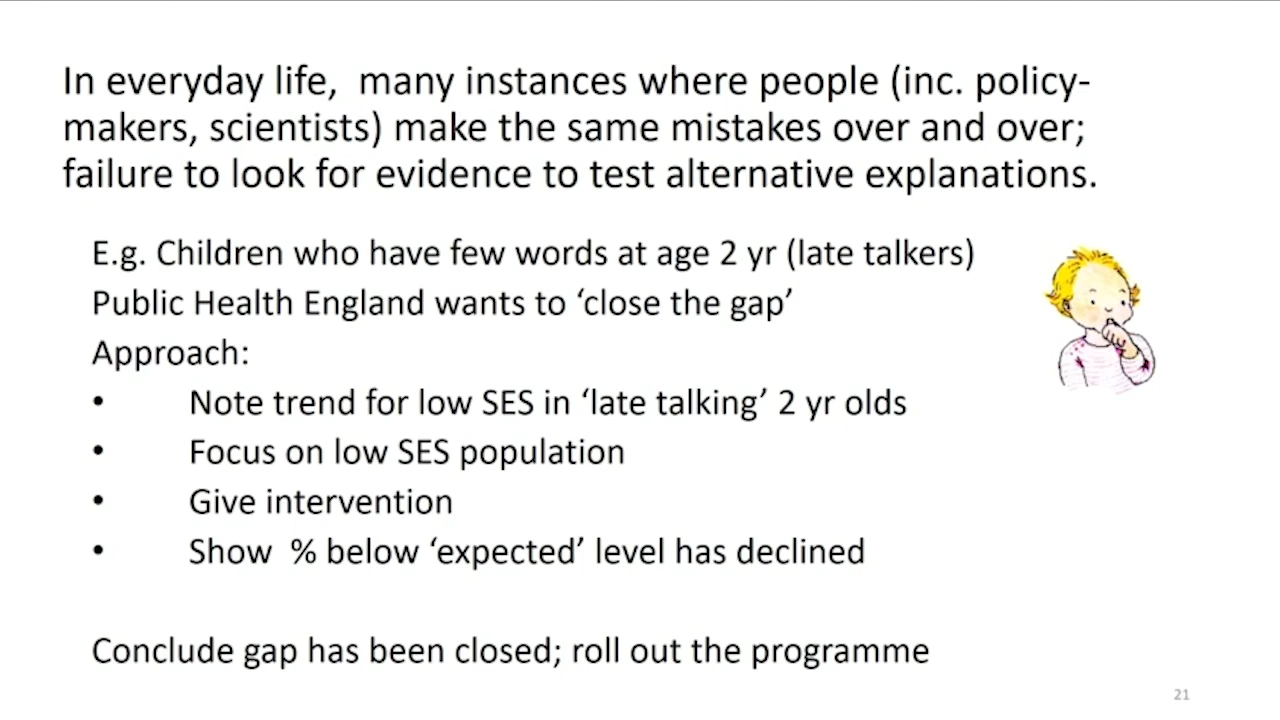 In everyday life,  many instances where people (inc. policy-
makers, scientists) make the same mistakes over and over;
failure to look for evidence to test alternative explanations.
E.g. Children who have few words at age 2 yr (late talkers)
Public Health England wants to ‘close the gap’
Approach:
• Note trend for low SES in ‘late talking’ 2 yr olds
• Focus on low SES population
• Give intervention
• Show  % below ‘expected’ level has declined
Conclude gap has been closed; roll out the programme
21